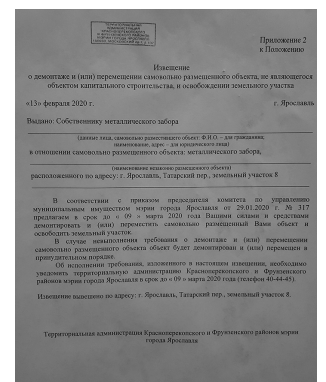 ТЕРРИТОРИАЛЬНАЯ
АДМИНИСТРАЦИЯ
КРАСНОПЕРЕКОПСКОГО
И ФРУНЗЕНСКОГО РАЙОНОВ
МЭРИИ ГОРОДА ЯРОСЛАВЛЯ
Приложение 2
к Положению
Извещение
о демонтаже и (или) перемещении самовольно размещенного объекта, не являющегося
объектом капитального строительства, и освобождении земельного участка
«13» февраля 2020 г. г. Ярославль
Выдано: Собственнику металлического забора
(данные лица, самовольно разместившего объект: Ф.И.О. – для гражданина;
наименование, адрес – для юридического лица)
в отношении самовольно размещенного объекта: металлического забора,
(наименование незаконно размещенного объекта)
расположенного по адресу: г. Ярославль, Татарский пер., земельный участок 8
В соответствии с приказом председателя комитета по управлению
муниципальным имуществом мэрии города Ярославля от 29.01.2020 г. № 317
предлагаем в срок до « 09 » марта 2020 года Вашими силами и средствами
демонтировать и (или) переместить самовольно размещенный Вами объект и
освободить земельный участок.
В случае невыполнения требования о демонтаже и (или) перемещении
самовольно размещенного объекта объект будет демонтирован и (или) перемещен в
принудительном порядке.
Об исполнении требования, изложенного в настоящем извещении, необходимо
уведомить территориальную администрацию Красноперекопского и Фрунзенского
районов мэрии города Ярославля в срок до « 09 » марта 2020 года (телефон 40-44-45).
Извещение вывешено по адресу: г. Ярославль, Татарский пер., земельный участок 8.
Территориальная администрация Красноперекопского и Фрунзенского районов мэрии
города Ярославля